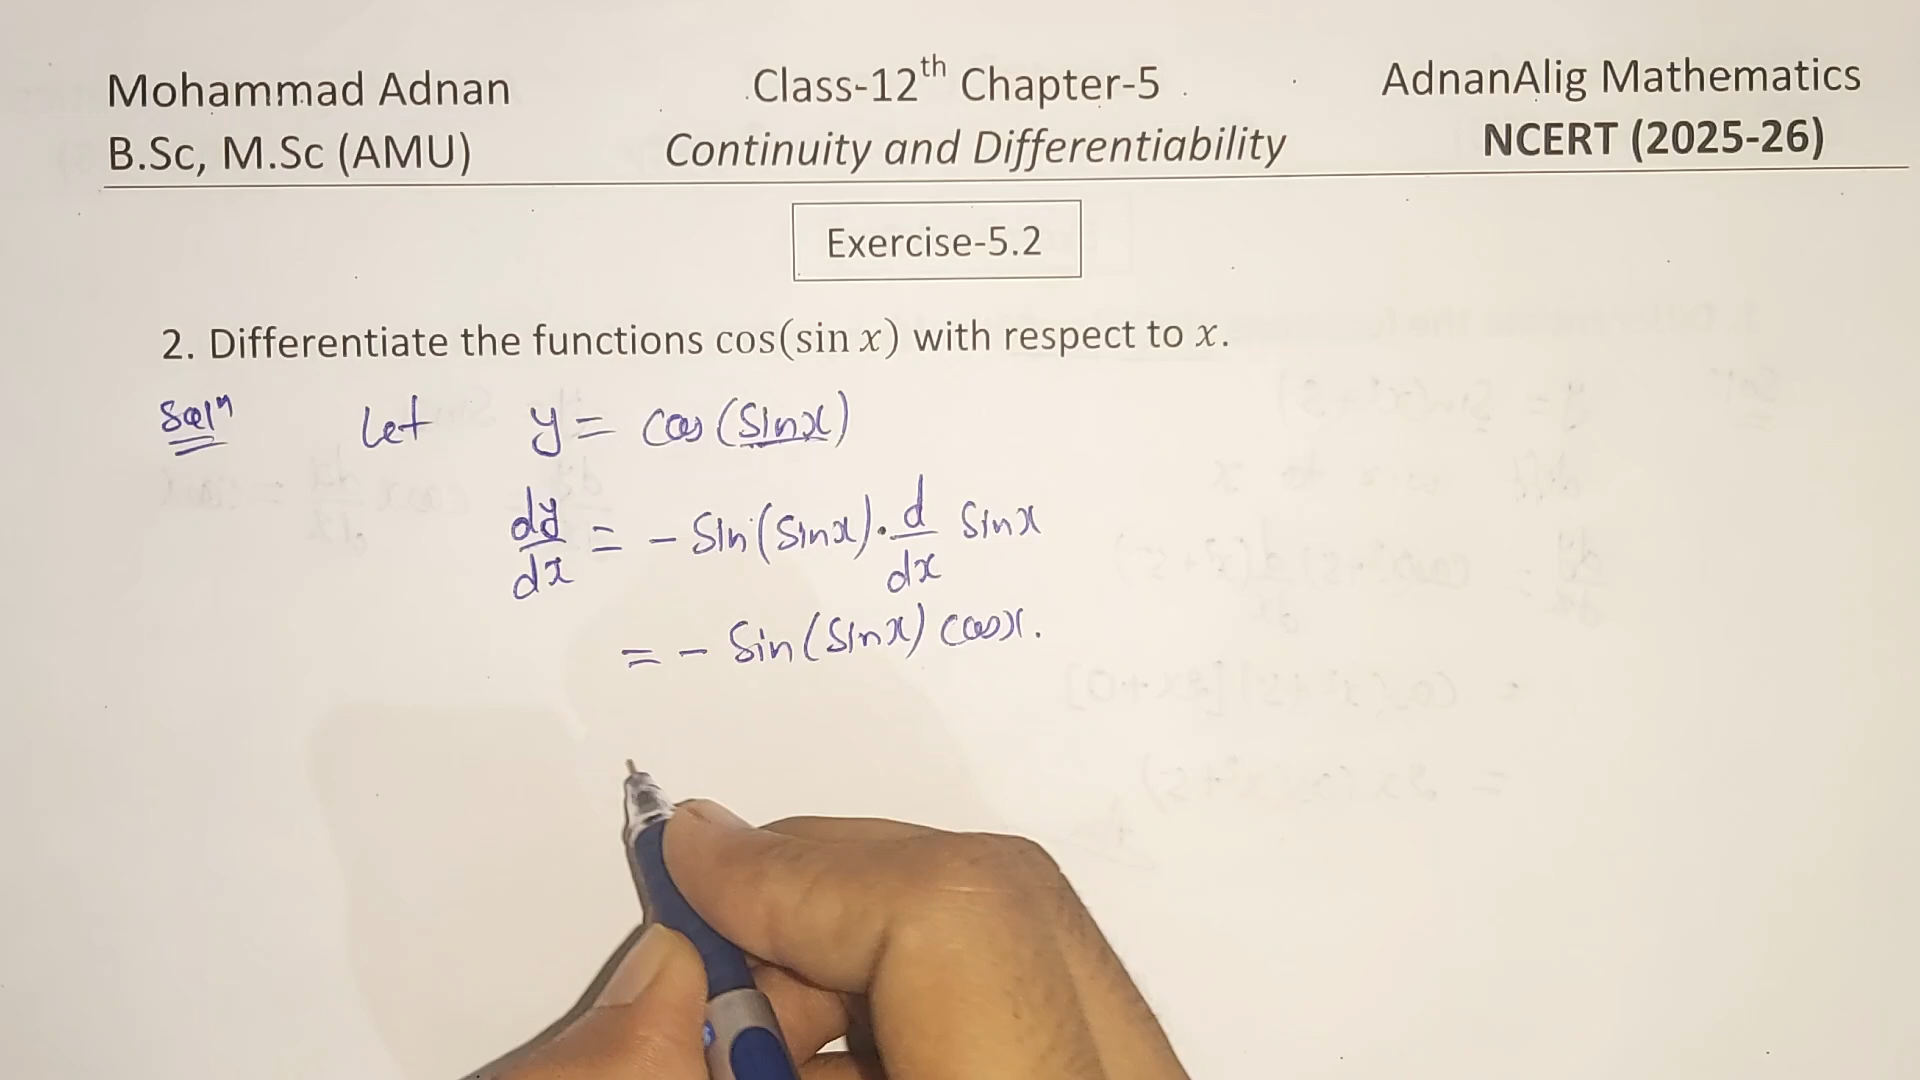 Mohammad Adnan
B.Sc, M.Sc (AMU)
Class-12th Chapter-5
Continuity and Differentiability
AdnanAlig Mathematics
NCERT (2025-26)
Exercise-5.2
2. Differentiate the functions cos(sin x) with respect to x.
Solⁿ Let y = cos (sinx)
dy/dx = - Sin(sinx)·d/dx Sinx
= - Sin(sinx) cosx.